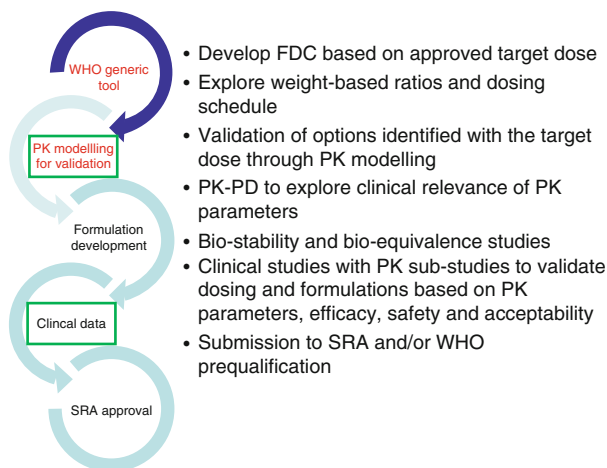 WHO generic
tool
PK modellling
for validation
Formulation
development
Clincal data
SRA approval
• Develop FDC based on approved target dose
• Explore weight-based ratios and dosing
schedule
• Validation of options identified with the target
dose through PK modelling
• PK-PD to explore clinical relevance of PK
parameters
• Bio-stability and bio-equivalence studies
• Clinical studies with PK sub-studies to validate
dosing and formulations based on PK
parameters, efficacy, safety and acceptability
• Submission to SRA and/or WHO
prequalification